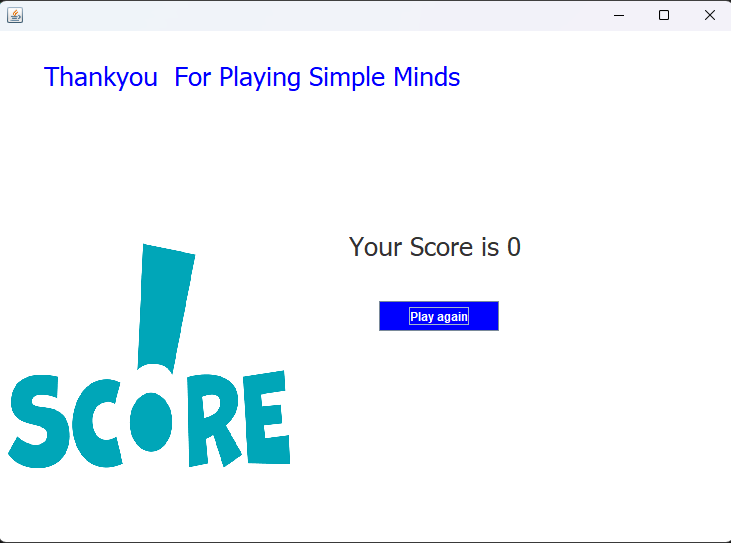 Thankyou  For Playing Simple Minds
Your Score is 0
Play again
SCORE!